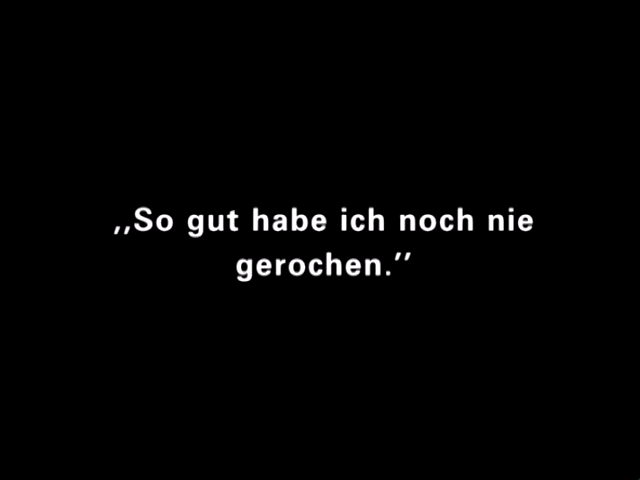 ,,So gut habe ich noch nie
gerochen.’’